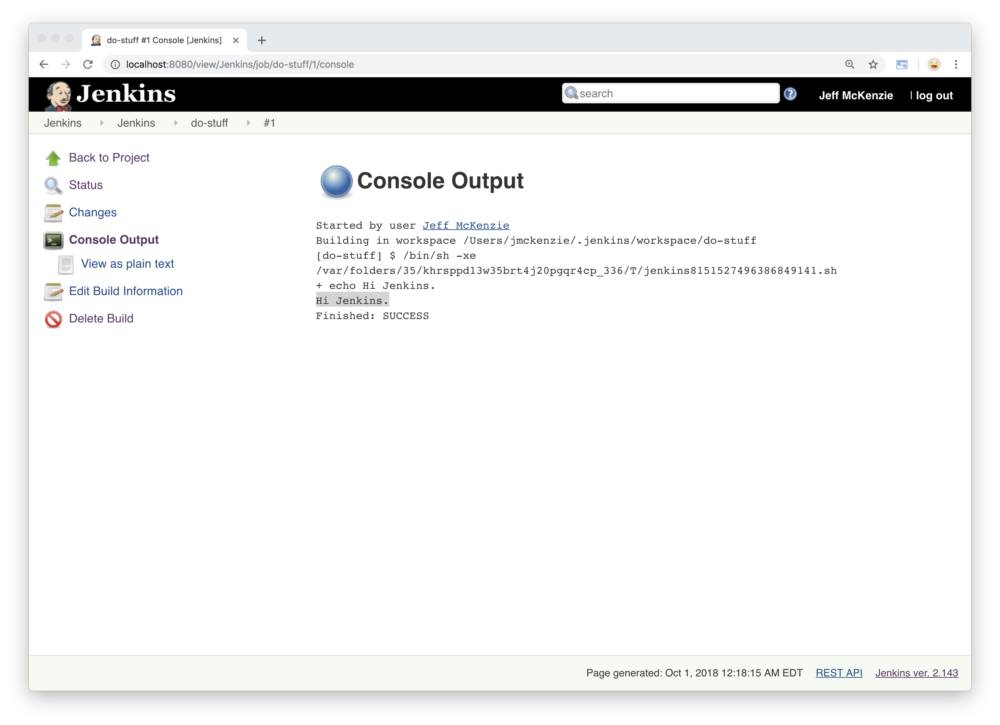 do-stuff #1 Console [Jenkins]
localhost:8080/view/Jenkins/job/do-stuff/1/console
Jenkins
search
Jeff McKenzie | log out
Jenkins Jenkins do-stuff #1
Back to Project
Status
Changes
Console Output
View as plain text
Edit Build Information
Delete Build
Console Output
Started by user Jeff McKenzie
Building in workspace /Users/jmckenzie/.jenkins/workspace/do-stuff
[do-stuff] $ /bin/sh -xe
/var/folders/35/khrsppd13w35brt4j20pgqr4cp_336/T/jenkins8151527496386849141.sh
+ echo Hi Jenkins.
Hi Jenkins.
Finished: SUCCESS
Page generated: Oct 1, 2018 12:18:15 AM EDT REST API Jenkins ver. 2.143